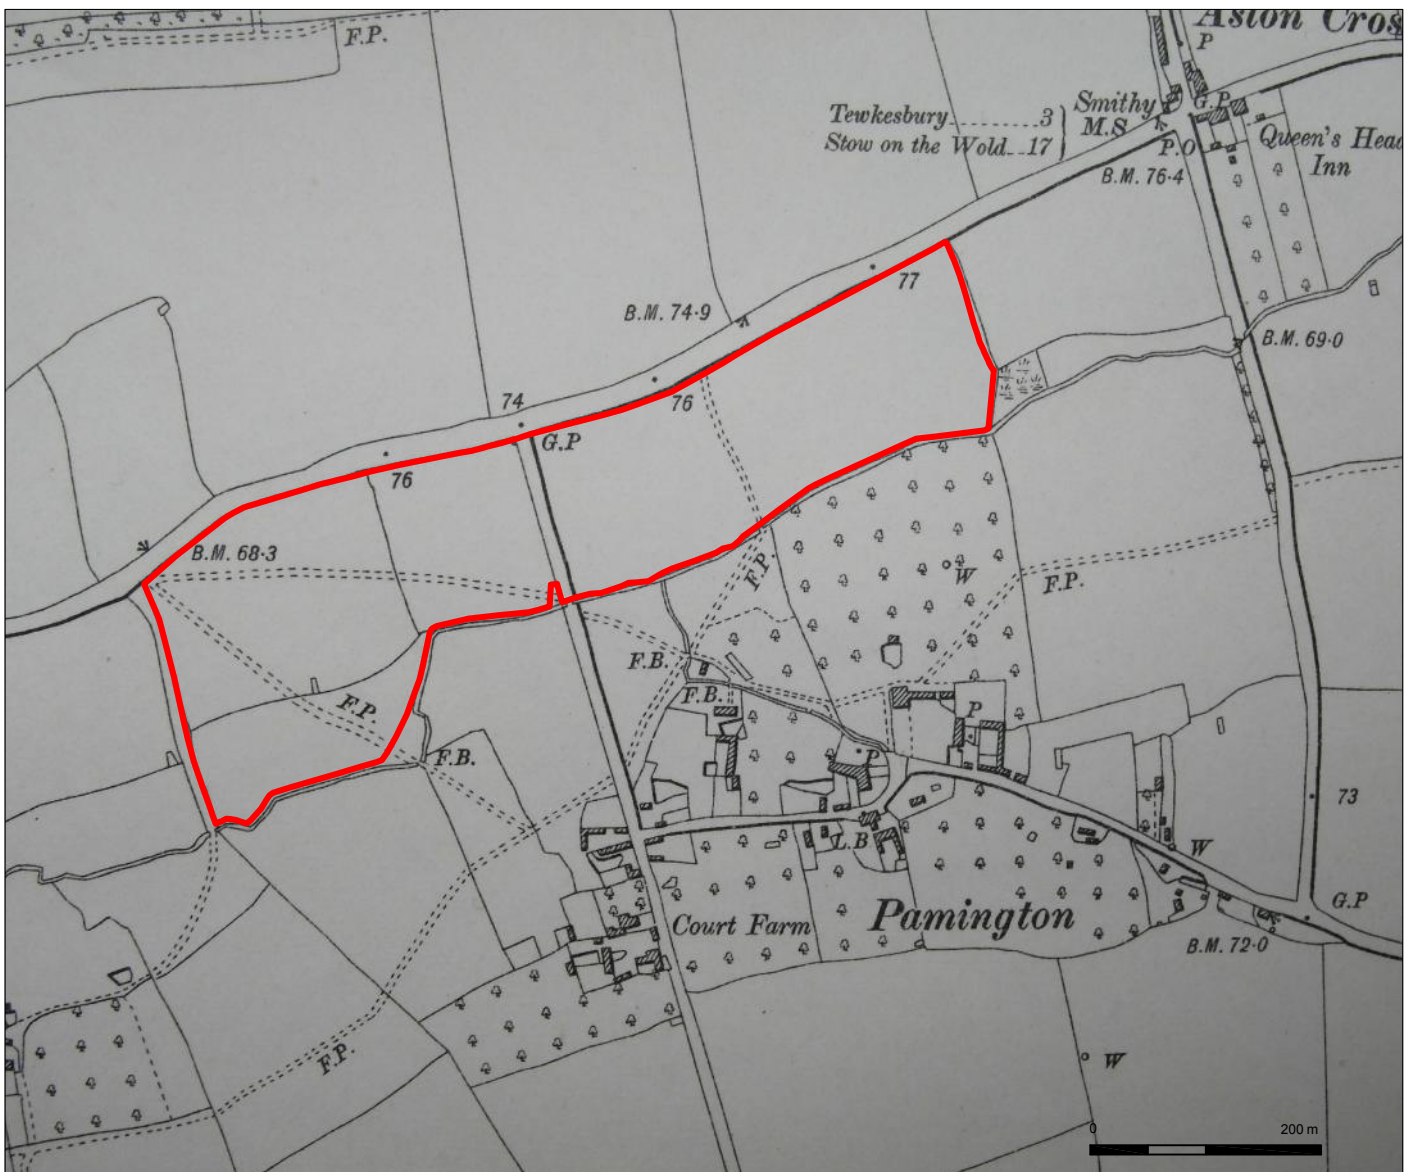 Aston Cros
F.P.
P
G.P.
Tewkesbury.......3
Stow on the Wold...17
Smithy
M.S
P.O
Queen's Head
Inn
B.M. 76·4
77
B.M. 74·9
B.M. 69·0
76
74
G.P
76
B.M. 68·3
F.P.
W
F.P.
F.B.
F.B.
F.P.
P
F.B.
P
73
L.B
W
G.P
Court Farm
Pamington
B.M. 72·0
F.P.
W
0
200 m